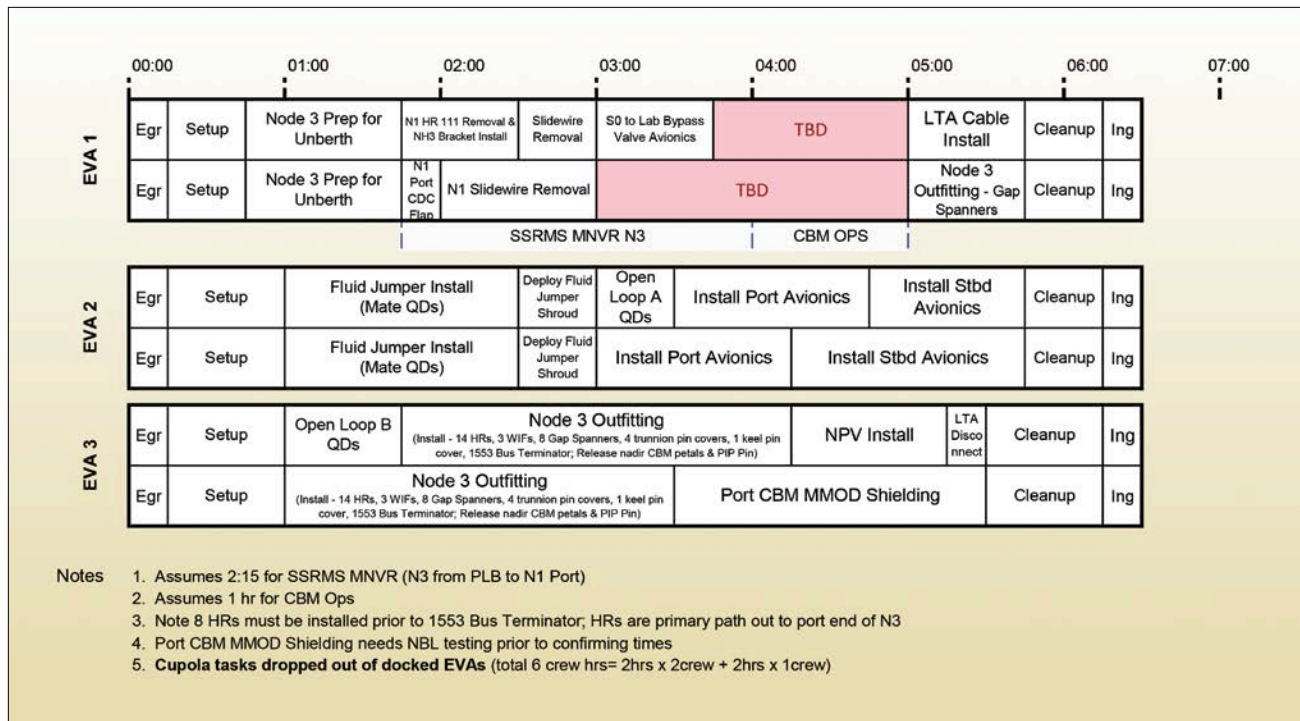 00:00 01:00 02:00 03:00 04:00 05:00 06:00 07:00
EVA 1
Egr
Setup
Node 3 Prep for
Unberth
N1 HR 111 Removal &
NH3 Bracket Install
Slidewire
Removal
S0 to Lab Bypass
Valve Avionics
TBD
LTA Cable
Install
Cleanup
Ing
Egr
Setup
Node 3 Prep for
Unberth
N1
Port
CDC
Flap
N1 Slidewire Removal
TBD
Node 3
Outfitting - Gap
Spanners
Cleanup
Ing
SSRMS MNVR N3
CBM OPS
EVA 2
Egr
Setup
Fluid Jumper Install
(Mate QDs)
Deploy Fluid
Jumper
Shroud
Open
Loop A
QDs
Install Port Avionics
Install Stbd
Avionics
Cleanup
Ing
Egr
Setup
Fluid Jumper Install
(Mate QDs)
Deploy Fluid
Jumper
Shroud
Install Port Avionics
Install Stbd Avionics
Cleanup
Ing
EVA 3
Egr
Setup
Open Loop B
QDs
Node 3 Outfitting
(Install - 14 HRs, 3 WIFs, 8 Gap Spanners, 4 trunnion pin covers, 1 keel pin
cover, 1553 Bus Terminator; Release nadir CBM petals & PIP Pin)
NPV Install
LTA
Disco
nnect
Cleanup
Ing
Egr
Setup
Node 3 Outfitting
(Install - 14 HRs, 3 WIFs, 8 Gap Spanners, 4 trunnion pin covers, 1 keel pin
cover, 1553 Bus Terminator; Release nadir CBM petals & PIP Pin)
Port CBM MMOD Shielding
Cleanup
Ing
Notes
1. Assumes 2:15 for SSRMS MNVR (N3 from PLB to N1 Port)
2. Assumes 1 hr for CBM Ops
3. Note 8 HRs must be installed prior to 1553 Bus Terminator; HRs are primary path out to port end of N3
4. Port CBM MMOD Shielding needs NBL testing prior to confirming times
5. Cupola tasks dropped out of docked EVAs (total 6 crew hrs= 2hrs x 2crew + 2hrs x 1crew)